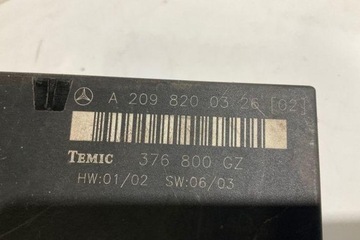 A 209 820 03 26 [02]
TEMIC 376 800 GZ
HW:01/02 SW:06/03